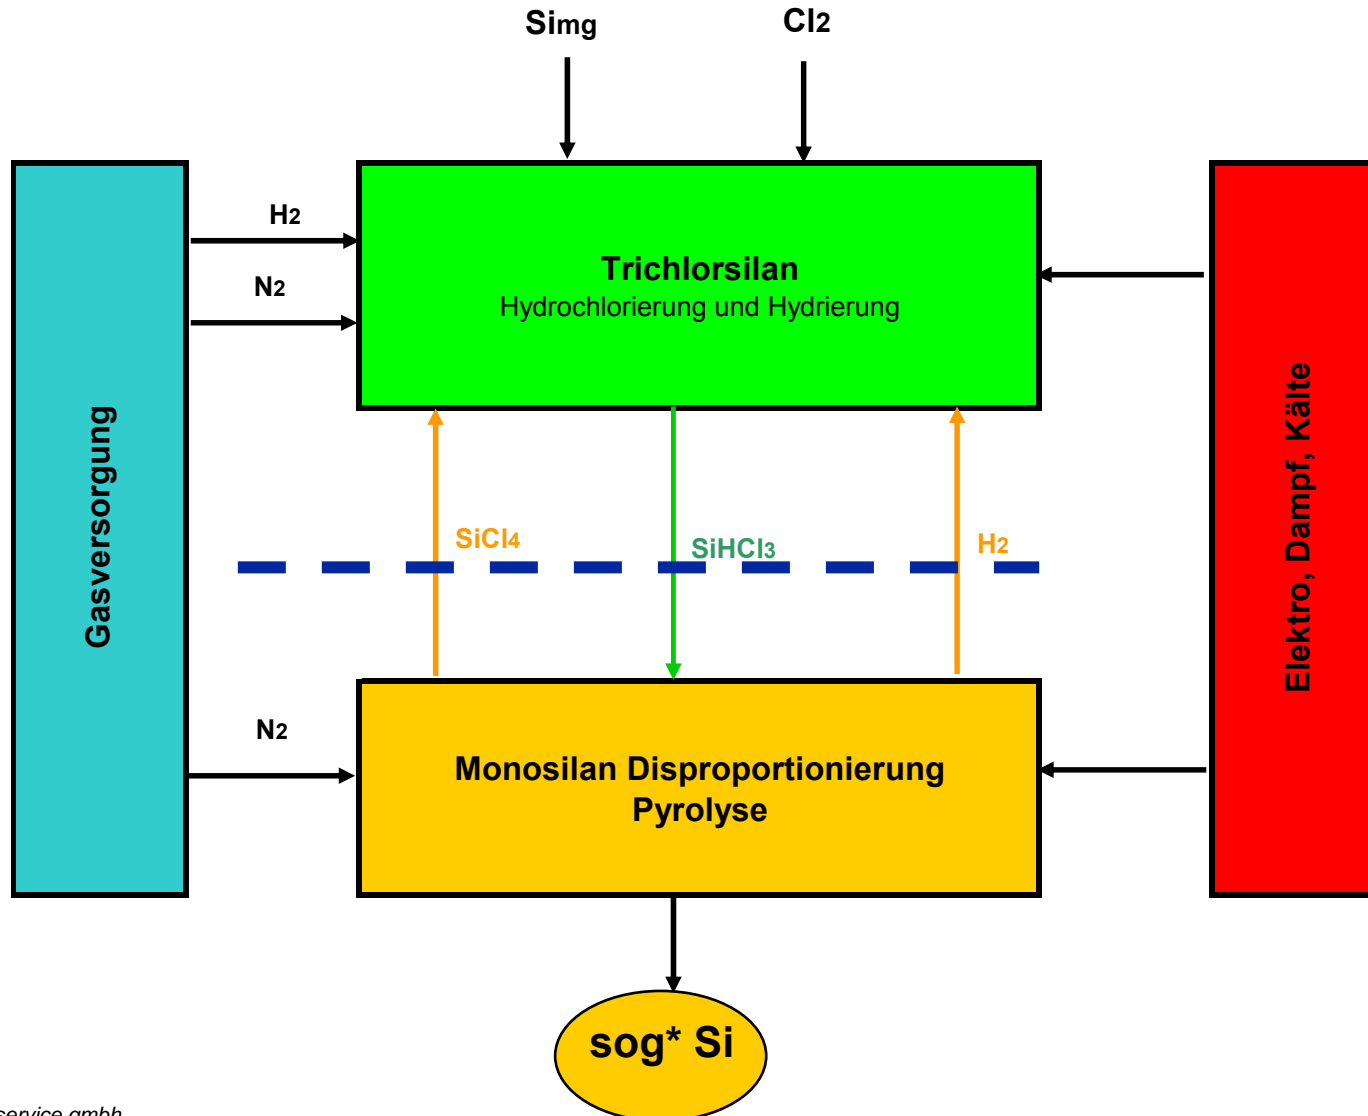 Simg
Cl2
H2
N2
Trichlorsilan
Hydrochlorierung und Hydrierung
Gasversorgung
Elektro, Dampf, Kälte
SiCl4
SiHCl3
H2
N2
Monosilan Disproportionierung
Pyrolyse
sog* Si
service gmbh